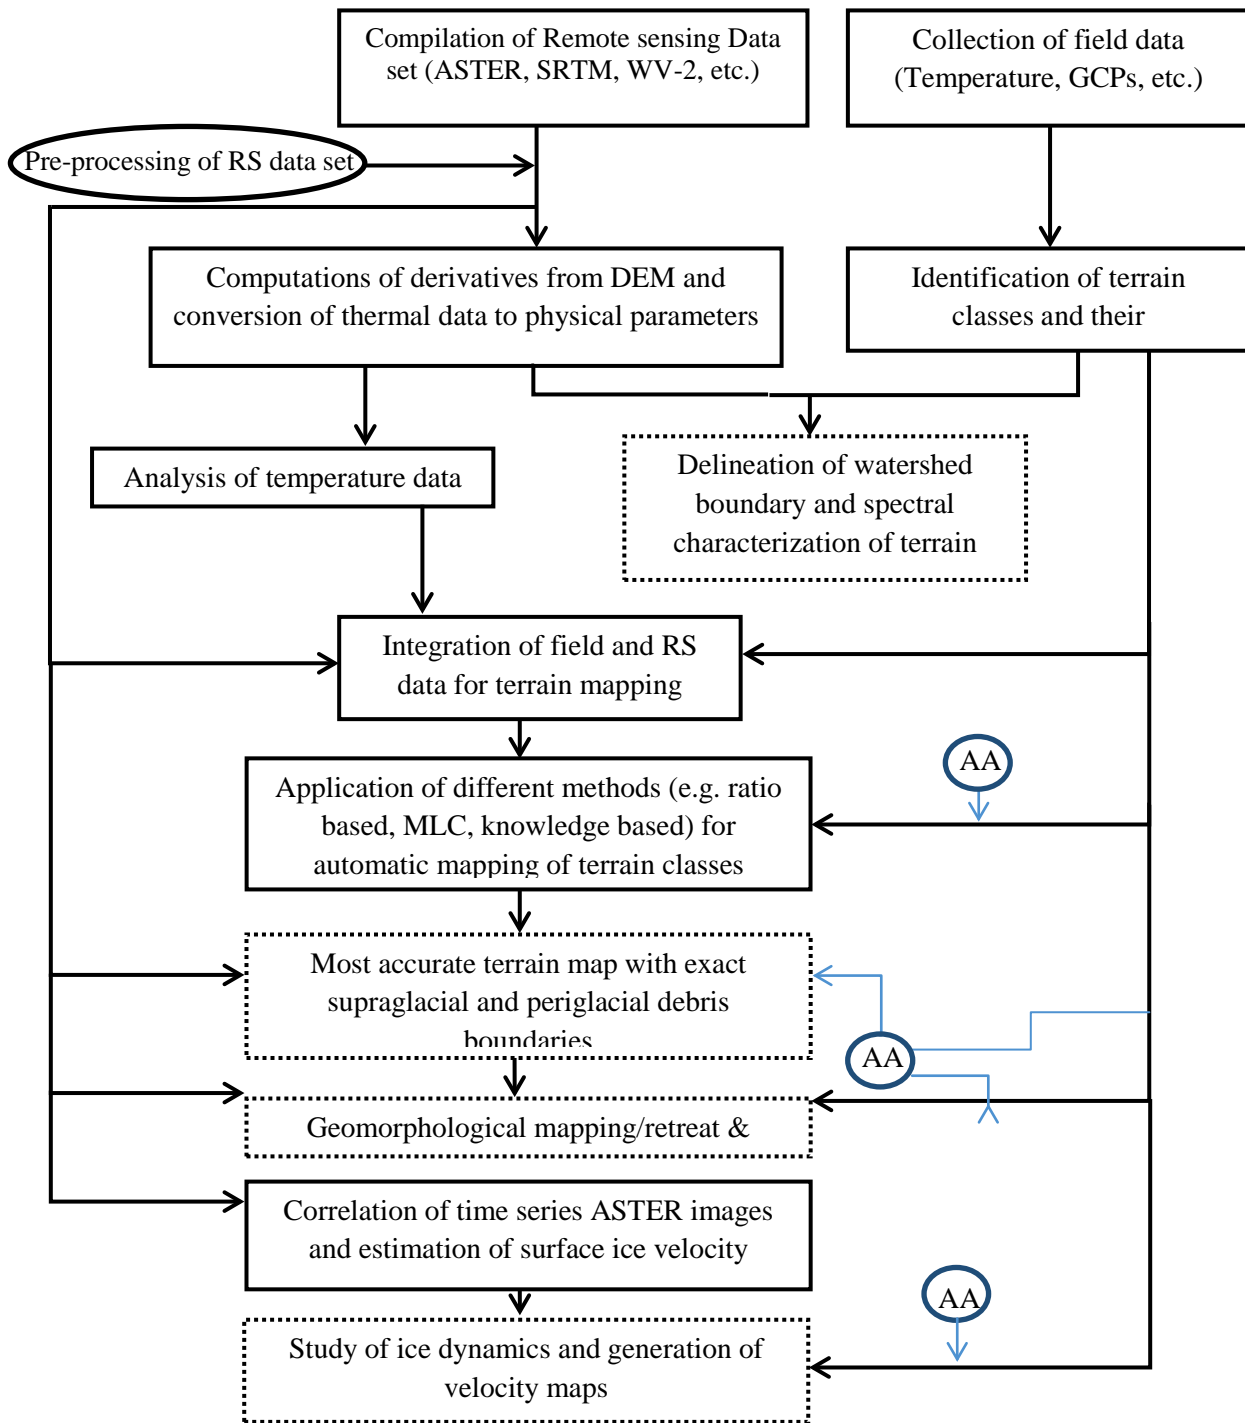 Compilation of Remote sensing Data
set (ASTER, SRTM, WV-2, etc.)
Collection of field data
(Temperature, GCPs, etc.)
Pre-processing of RS data set
Computations of derivatives from DEM and
conversion of thermal data to physical parameters
Identification of terrain
classes and their
Analysis of temperature data
Delineation of watershed
boundary and spectral
characterization of terrain
Integration of field and RS
data for terrain mapping
AA
Application of different methods (e.g. ratio
based, MLC, knowledge based) for
automatic mapping of terrain classes
Most accurate terrain map with exact
supraglacial and periglacial debris
boundaries
AA
Geomorphological mapping/retreat &
Correlation of time series ASTER images
and estimation of surface ice velocity
AA
Study of ice dynamics and generation of
velocity maps